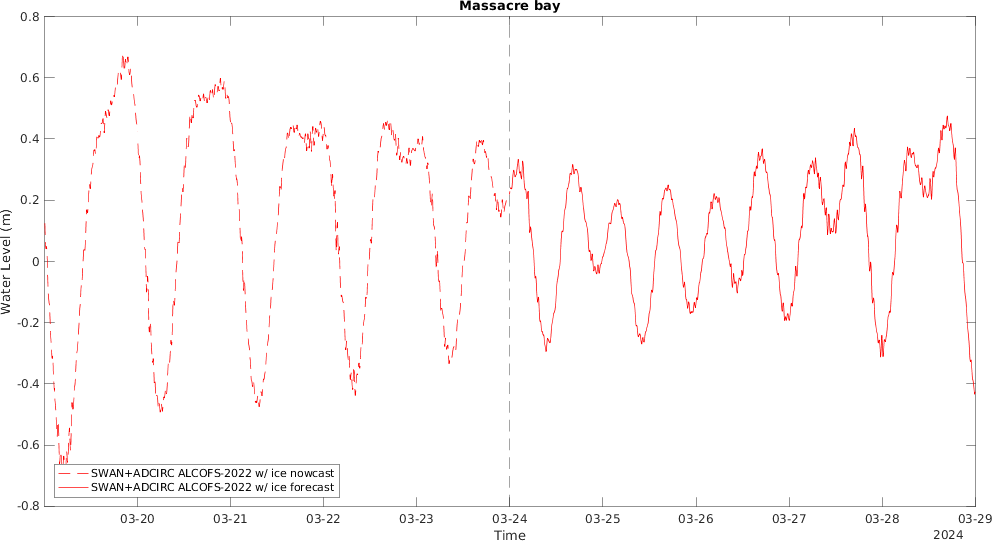 Massacre bay
Water Level (m)
0.8
0.6
0.4
0.2
0
-0.2
-0.4
-0.6
-0.8
SWAN+ADCIRC ALCOFS-2022 w/ ice nowcast
SWAN+ADCIRC ALCOFS-2022 w/ ice forecast
03-20 03-21 03-22 03-23 03-24 03-25 03-26 03-27 03-28 03-29
Time
2024